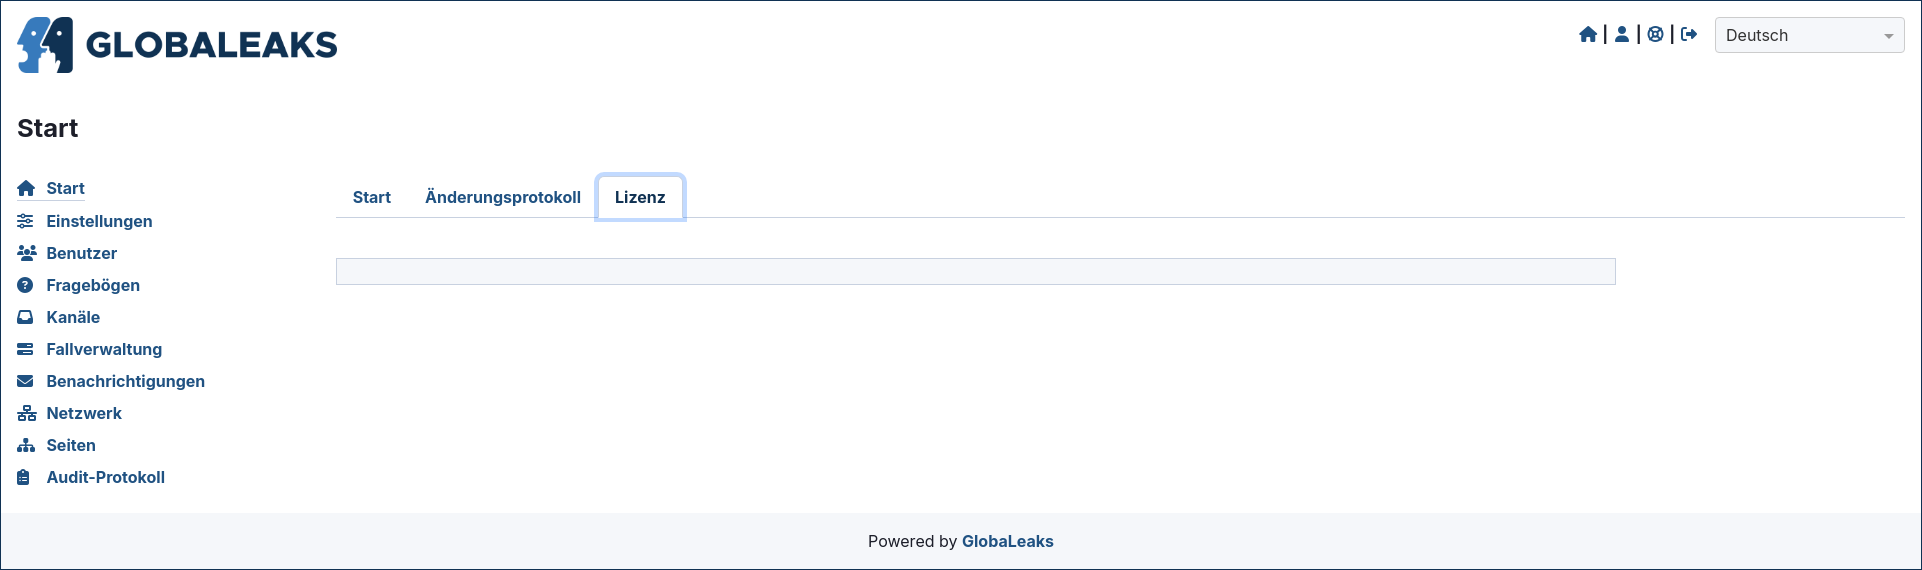 GLOBALEAKS
Deutsch
Start
Start
Einstellungen
Benutzer
Fragebögen
Kanäle
Fallverwaltung
Benachrichtigungen
Netzwerk
Seiten
Audit-Protokoll
Start Änderungsprotokoll Lizenz
Powered by GlobaLeaks